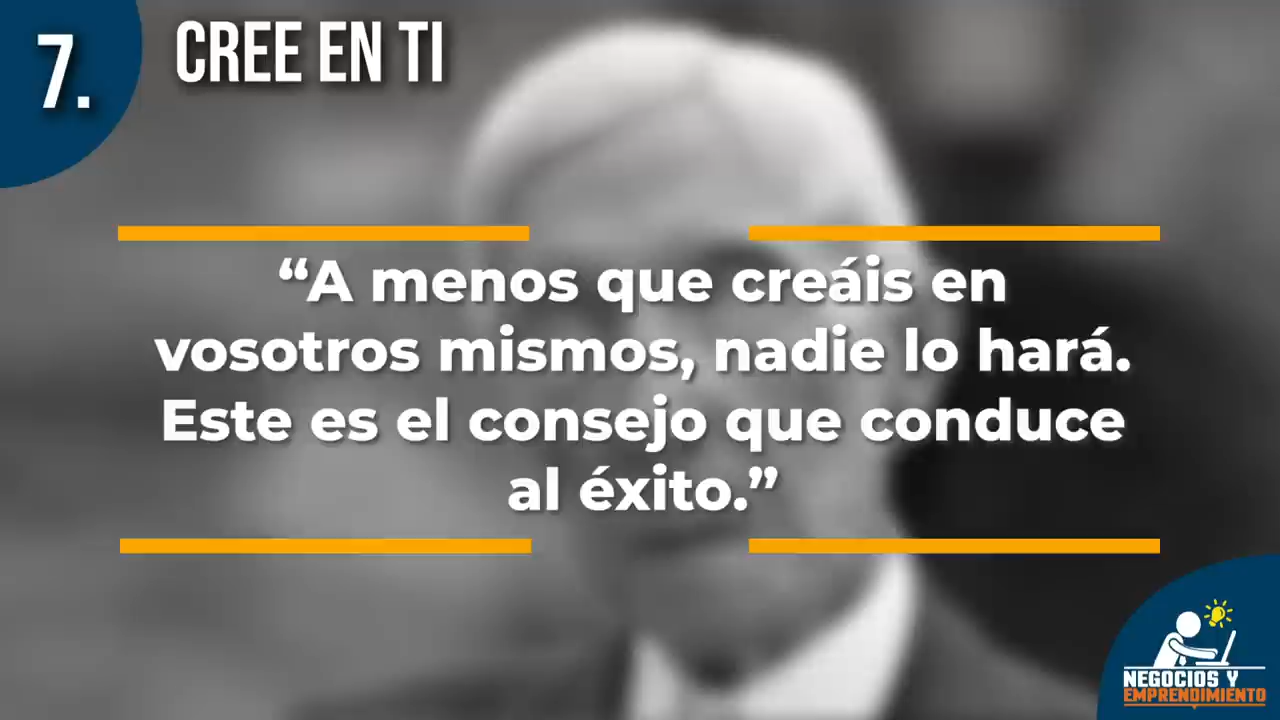 7.
CREE EN TI
“A menos que creáis en
vosotros mismos, nadie lo hará.
Este es el consejo que conduce
al éxito.”
NEGOCIOS Y
EMPRENDIMIENTO